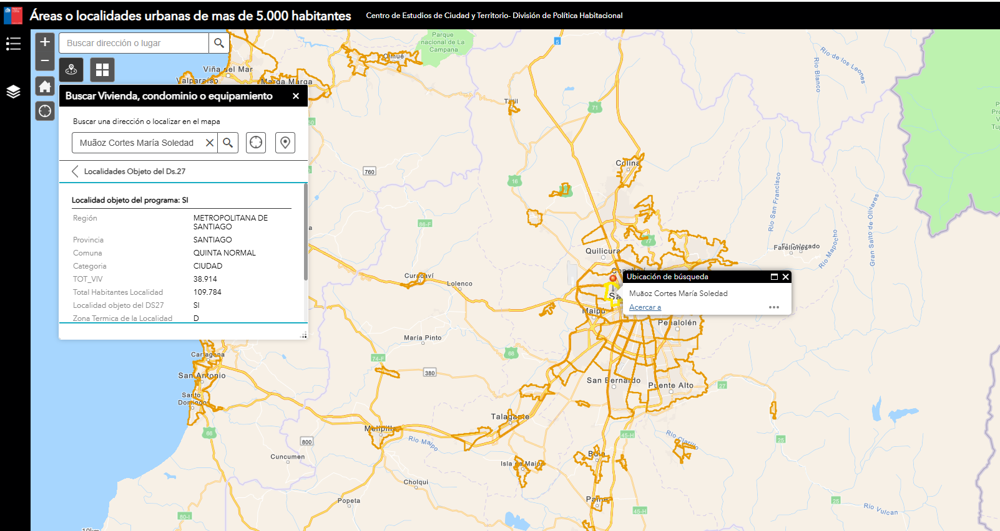 Áreas o localidades urbanas de mas de 5.000 habitantes
Centro de Estudios de Ciudad y Territorio- División de Política Habitacional
Buscar dirección o lugar
Buscar Vivienda, condominio o equipamiento
Buscar una dirección o localizar en el mapa
Muãoz Cortes María Soledad
Localidades Objeto del Ds.27
Localidad objeto del programa: SI
Región METROPOLITANA DE
SANTIAGO
Provincia SANTIAGO
Comuna QUINTA NORMAL
Categoria CIUDAD
TOT_VIV 38.914
Total Habitantes Localidad 109.784
Localidad objeto del DS27 SI
Zona Termica de la Localidad D
Ubicación de búsqueda
Muãoz Cortes María Soledad
Acercar a
Parque
nacional de La
Campana
Olmué
5
Viña del Mar
Valparaíso
Marga Marga
Tiltil
71
Río de los Leones
Río Blanco
760
Colina
16
Río San Francisco
86-F
77
Gran Salto de Olivares
Río Mapocho
Quilicura
El Colorado
Farellones
Curacaví
Lolenco
Maipú
Peñalolén
María Pinto
68
74-F
Cartagena
380
San Antonio
San Bernardo
Puente Alto
27
Santo
Domingo
Talagante
66
Melipilla
45-H
Río Clarillo
25
800
Río Maipo
Cuncumen
Buin
Isla de Maipo
Cholqui
Popeta
Paine
25
80-I
45-H
Río Vulcan
10km